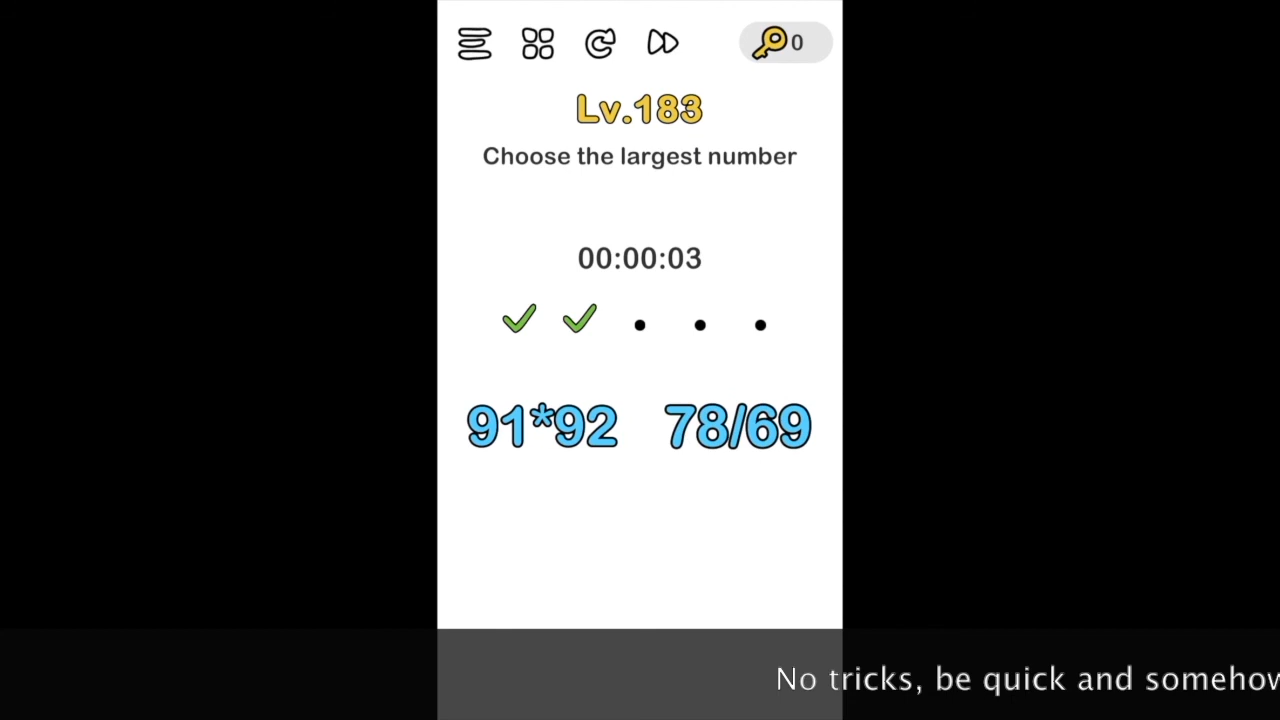 0
Lv.183
Choose the largest number
00:00:03
91*92 78/69
No tricks, be quick and somehow